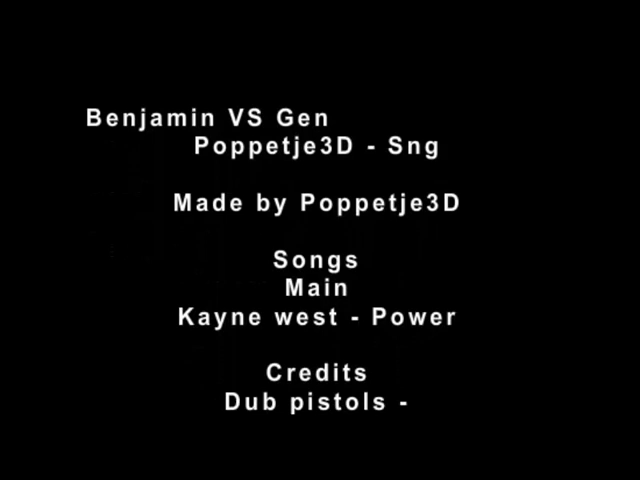 Benjamin VS Gen
Poppetje3D - Sng
Made by Poppetje3D
Songs
Main
Kayne west - Power
Credits
Dub pistols -